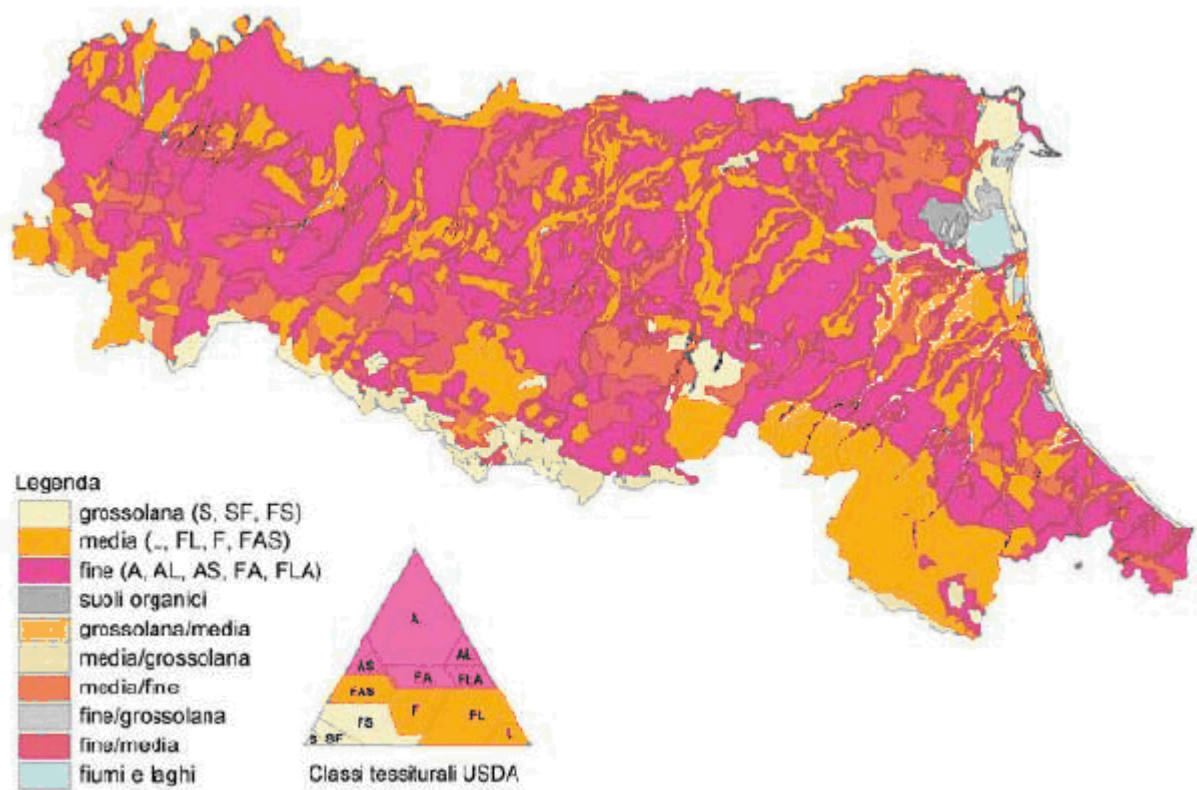 Legenda
grossolana (S, SF, FS)
media (L, FL, F, FAS)
fine (A, AL, AS, FA, FLA)
suoli organici
grossolana/media
media/grossolana
media/fine
fine/grossolana
fine/media
fiumi e laghi
A
AL
AS FA FLA
FAS
F FL
FS
S SF L
Classi tessiturali USDA